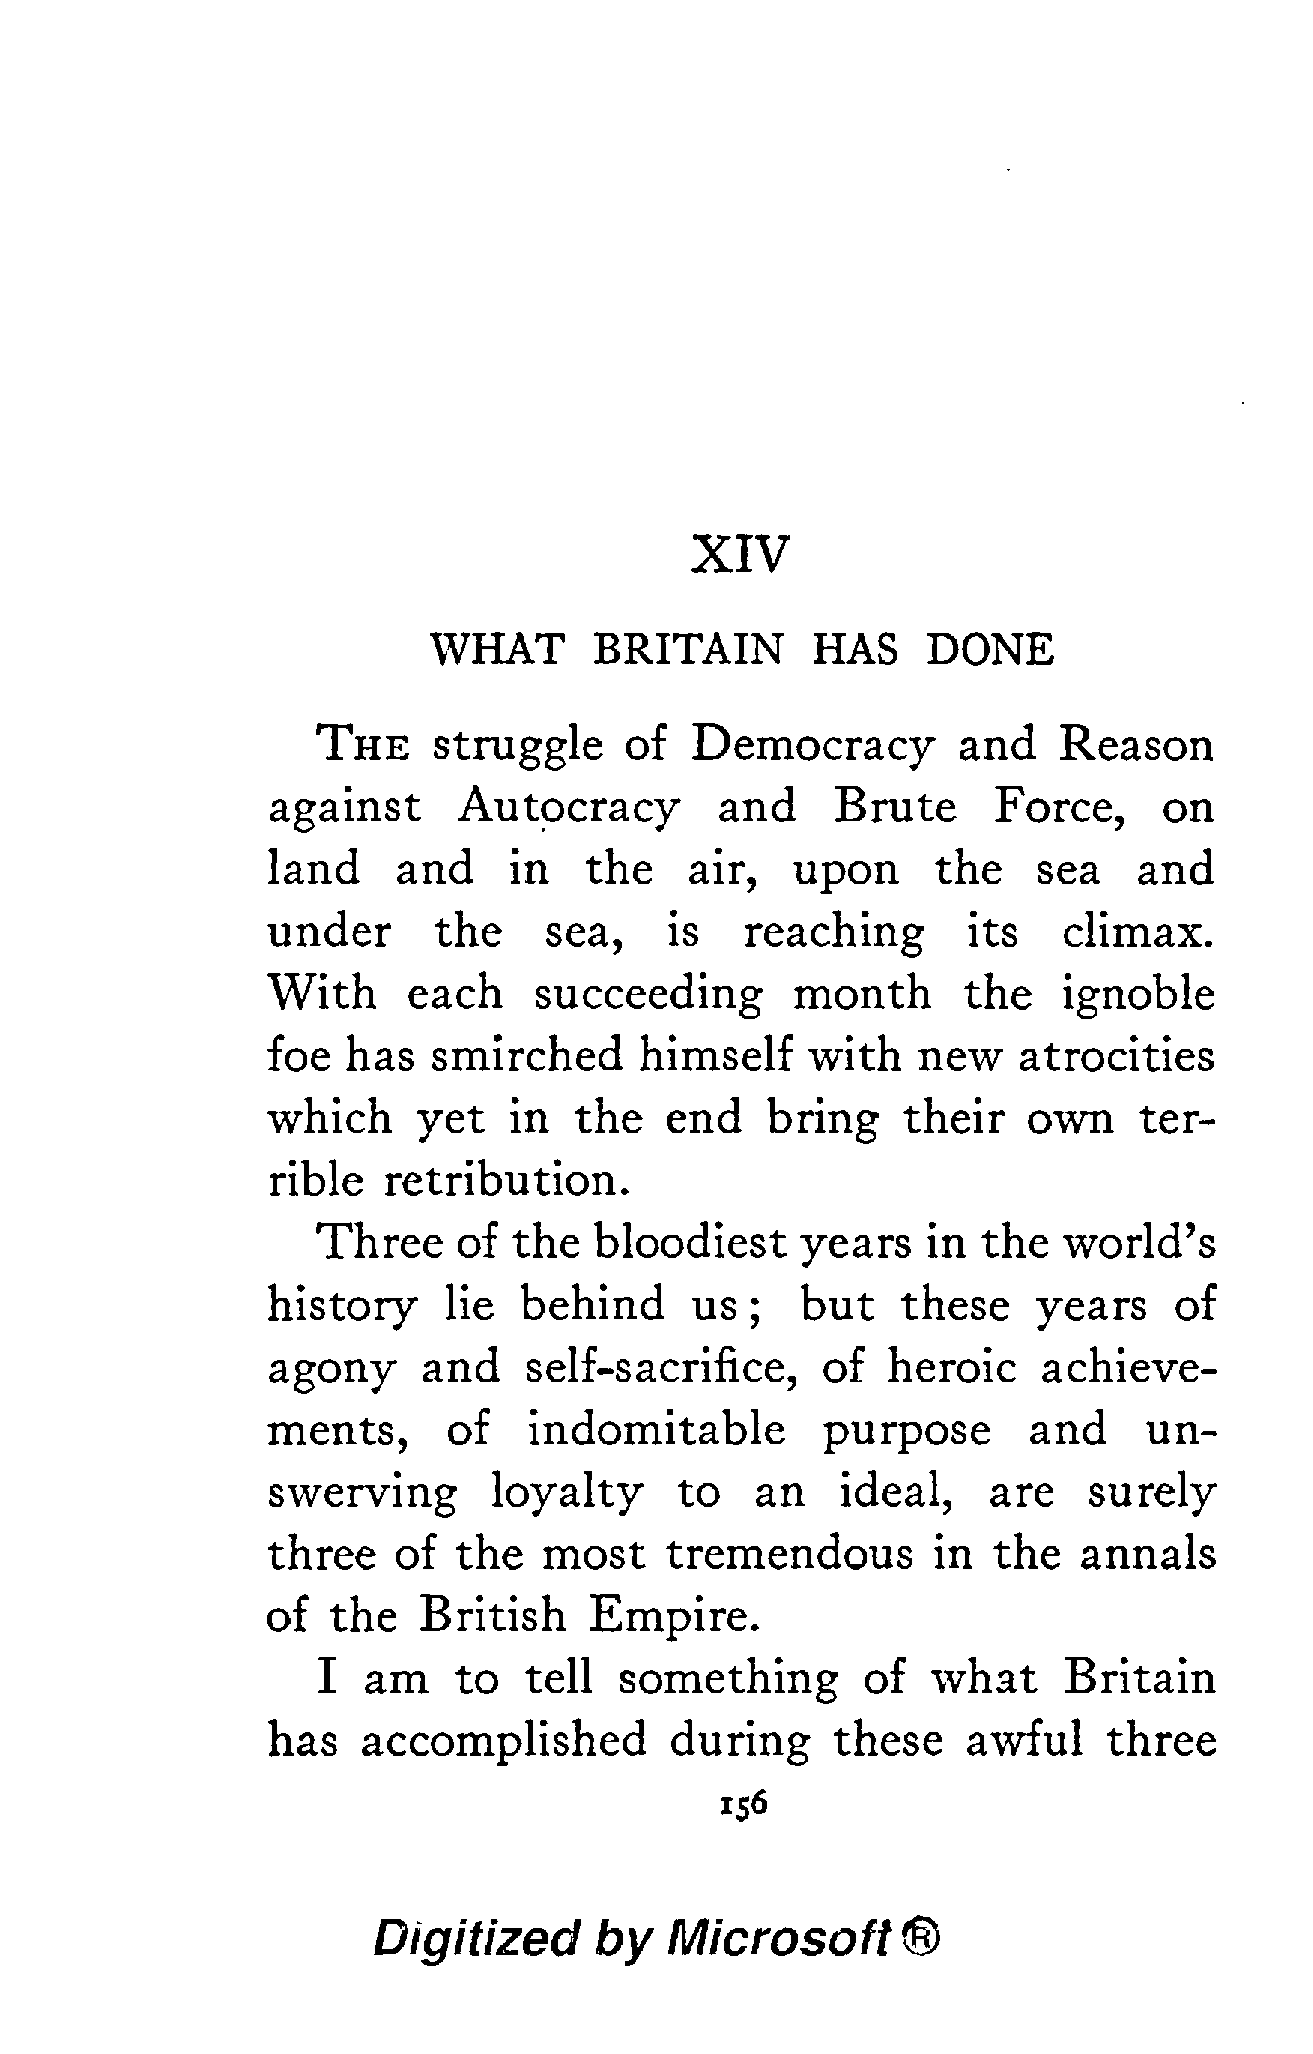 XIV
WHAT BRITAIN HAS DONE
THE struggle of Democracy and Reason
against Autocracy and Brute Force, on
land and in the air, upon the sea and
under the sea, is reaching its climax.
With each succeeding month the ignoble
foe has smirched himself with new atrocities
which yet in the end bring their own ter-
rible retribution.
Three of the bloodiest years in the world's
history lie behind us ; but these years of
agony and self-sacrifice, of heroic achieve-
ments, of indomitable purpose and un-
swerving loyalty to an ideal, are surely
three of the most tremendous in the annals
of the British Empire.
I am to tell something of what Britain
has accomplished during these awful three
156
Digitized by Microsoft ®